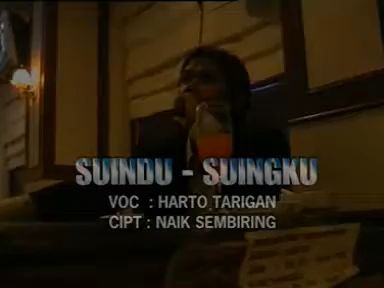 SUINDU - SUINGKU
VOC : HARTO TARIGAN
CIPT : NAIK SEMBIRING